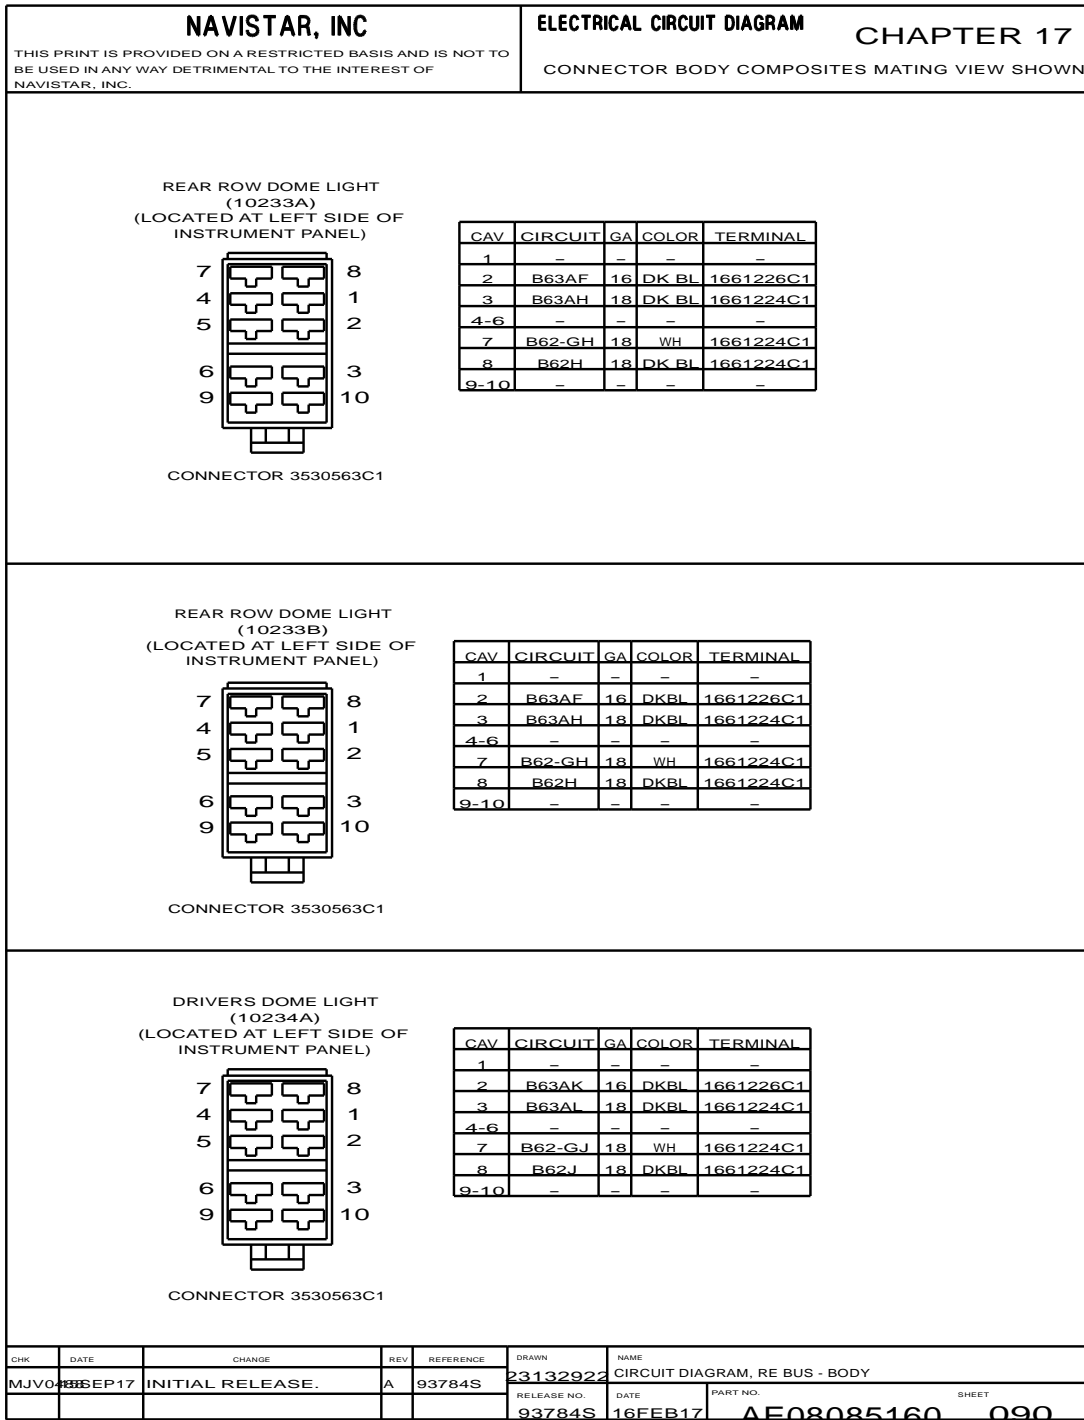 NAVISTAR, INC
THIS PRINT IS PROVIDED ON A RESTRICTED BASIS AND IS NOT TO
BE USED IN ANY WAY DETRIMENTAL TO THE INTEREST OF
NAVISTAR, INC.
ELECTRICAL CIRCUIT DIAGRAM
CHAPTER 17
CONNECTOR BODY COMPOSITES MATING VIEW SHOWN
REAR ROW DOME LIGHT
(10233A)
(LOCATED AT LEFT SIDE OF
INSTRUMENT PANEL)
7 8
4 1
5 2
6 3
9 10
CONNECTOR 3530563C1
CAV CIRCUIT GA COLOR TERMINAL
1 – – – –
2 B63AF 16 DK BL 1661226C1
3 B63AH 18 DK BL 1661224C1
4-6 – – – –
7 B62-GH 18 WH 1661224C1
8 B62H 18 DK BL 1661224C1
9-10 – – – –
REAR ROW DOME LIGHT
(10233B)
(LOCATED AT LEFT SIDE OF
INSTRUMENT PANEL)
7 8
4 1
5 2
6 3
9 10
CONNECTOR 3530563C1
CAV CIRCUIT GA COLOR TERMINAL
1 – – – –
2 B63AF 16 DKBL 1661226C1
3 B63AH 18 DKBL 1661224C1
4-6 – – – –
7 B62-GH 18 WH 1661224C1
8 B62H 18 DKBL 1661224C1
9-10 – – – –
DRIVERS DOME LIGHT
(10234A)
(LOCATED AT LEFT SIDE OF
INSTRUMENT PANEL)
7 8
4 1
5 2
6 3
9 10
CONNECTOR 3530563C1
CAV CIRCUIT GA COLOR TERMINAL
1 – – – –
2 B63AK 16 DKBL 1661226C1
3 B63AL 18 DKBL 1661224C1
4-6 – – – –
7 B62-GJ 18 WH 1661224C1
8 B62J 18 DKBL 1661224C1
9-10 – – – –
CHK DATE CHANGE REV REFERENCE
INITIAL RELEASE. A 93784S
DRAWN
23132922
NAME
CIRCUIT DIAGRAM, RE BUS - BODY
RELEASE NO.
93784S
DATE
16FEB17
PART NO.
AE08085160
SHEET
090